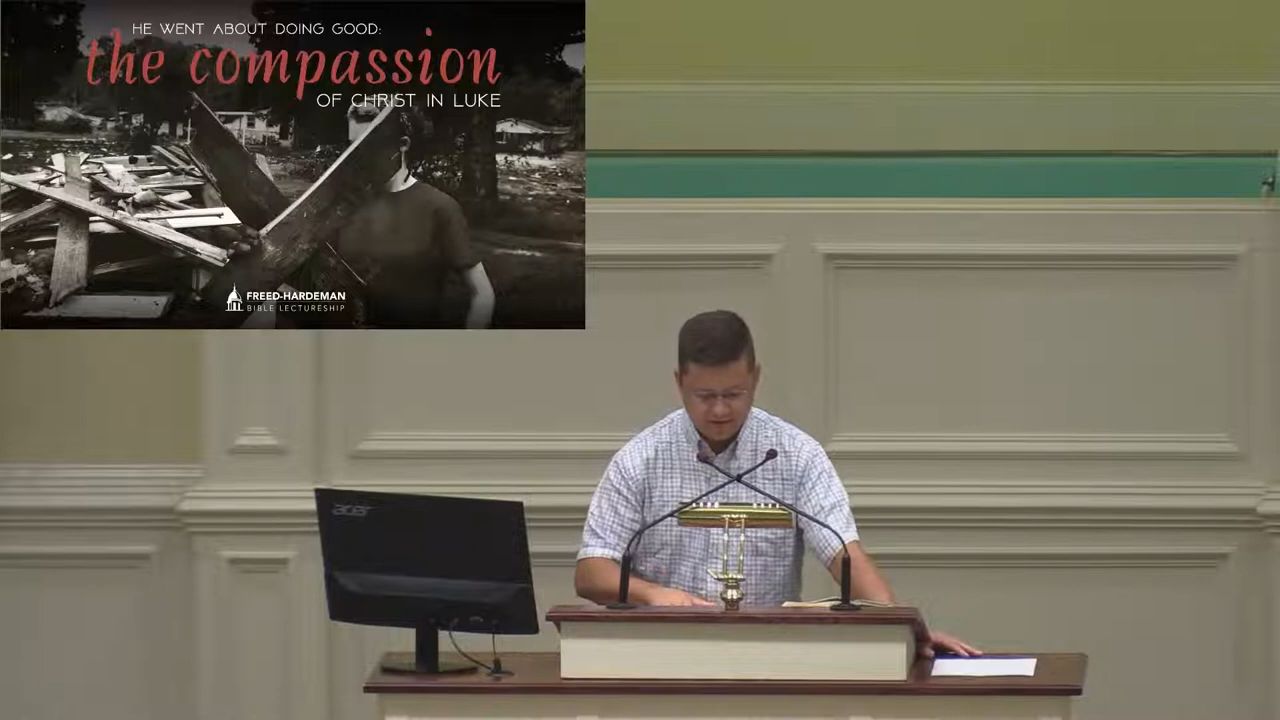 HE WENT ABOUT DOING GOOD:
the compassion
OF CHRIST IN LUKE
FREED-HARDEMAN
BIBLE LECTURESHIP
acer